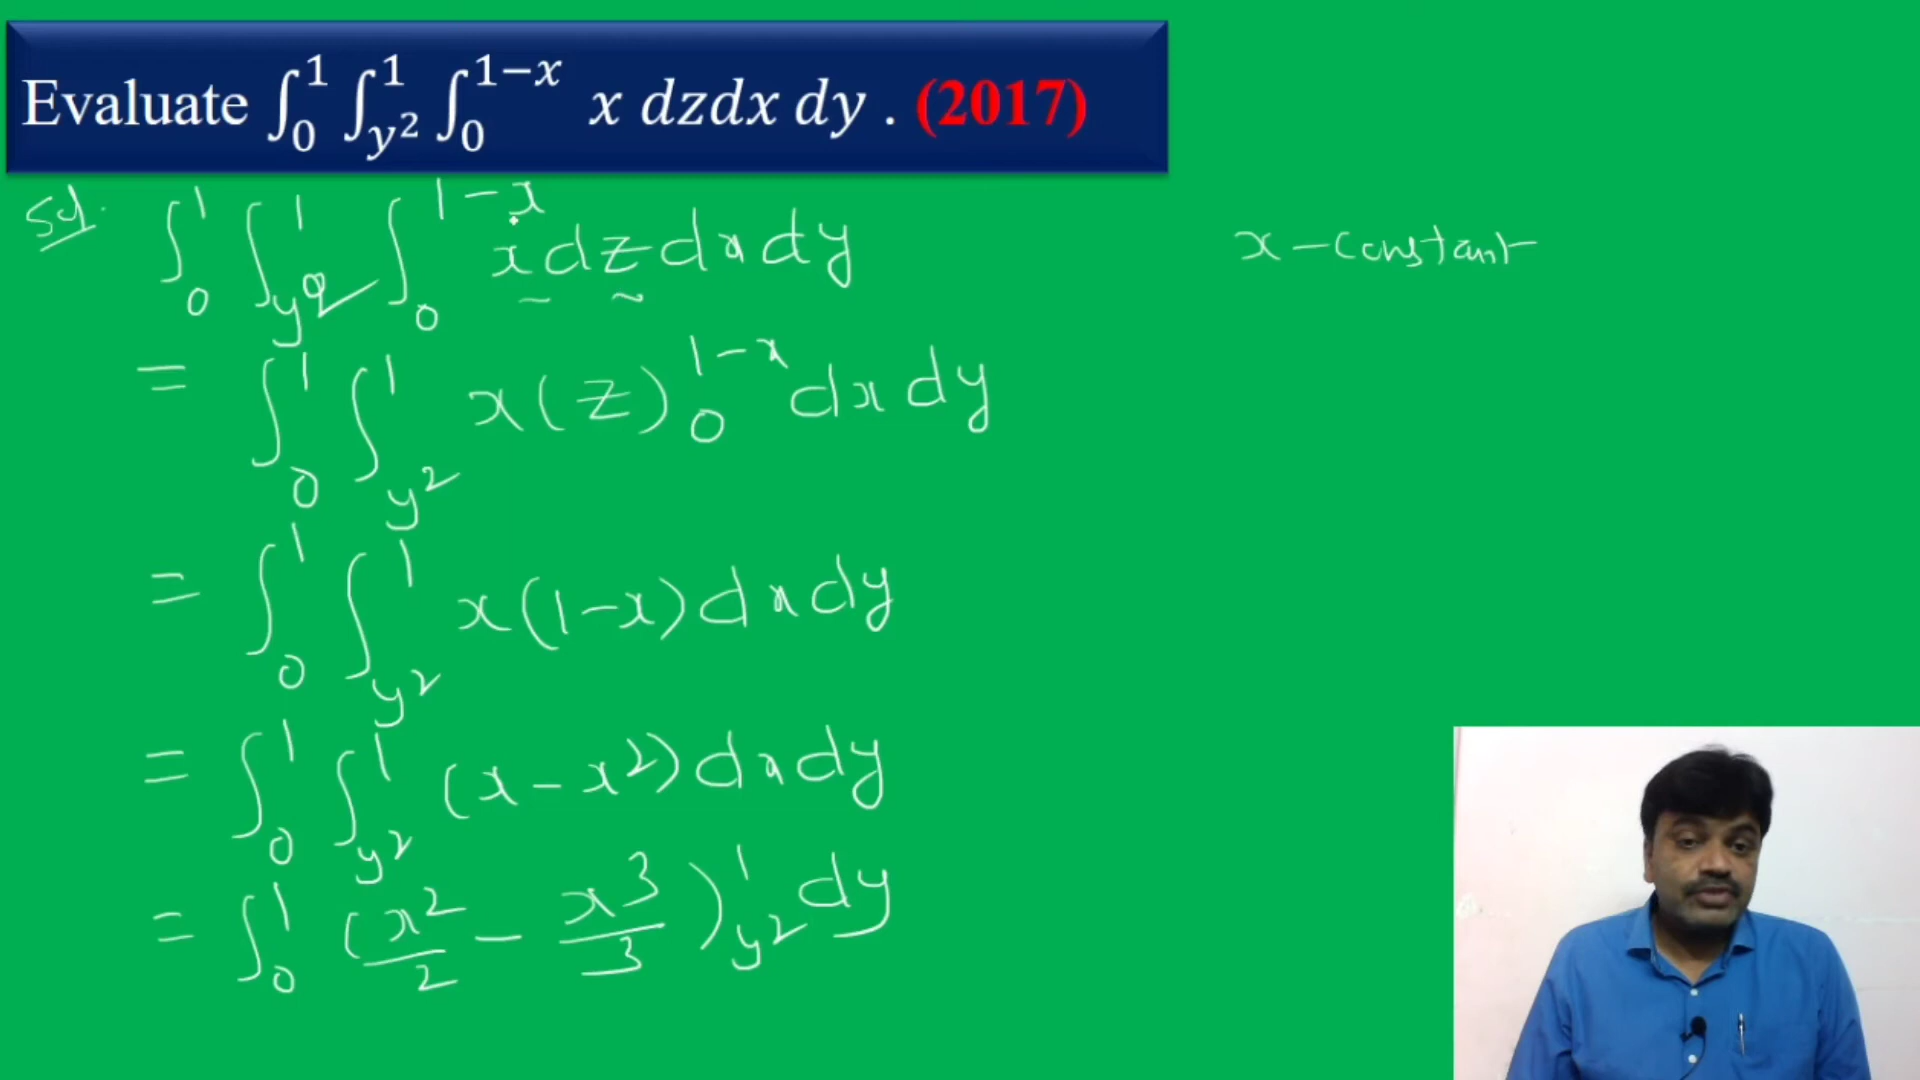 Evaluate ∫₀¹ ∫_{y²}¹ ∫₀^{1−x} x dzdx dy . (2017)
Sol. ∫₀¹ ∫_{y²}¹ ∫₀^{1−x} x dz dx dy
x − constant
= ∫₀¹ ∫_{y²}¹ x(z)₀^{1−x} dx dy
= ∫₀¹ ∫_{y²}¹ x(1−x) dx dy
= ∫₀¹ ∫_{y²}¹ (x − x²) dx dy
= ∫₀¹ (x²/2 − x³/3)_{y²}^{1} dy